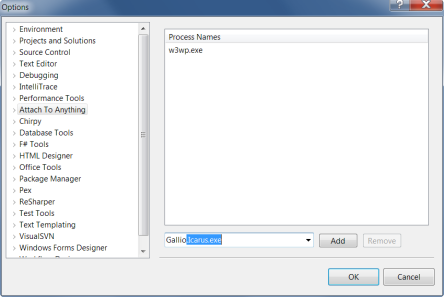 Options
Environment
Projects and Solutions
Source Control
Text Editor
Debugging
IntelliTrace
Performance Tools
Attach To Anything
Chirpy
Database Tools
F# Tools
HTML Designer
Office Tools
Package Manager
Pex
ReSharper
Test Tools
Text Templating
VisualSVN
Windows Forms Designer
Process Names
w3wp.exe
Gallio.Icarus.exe
Add
Remove
OK
Cancel